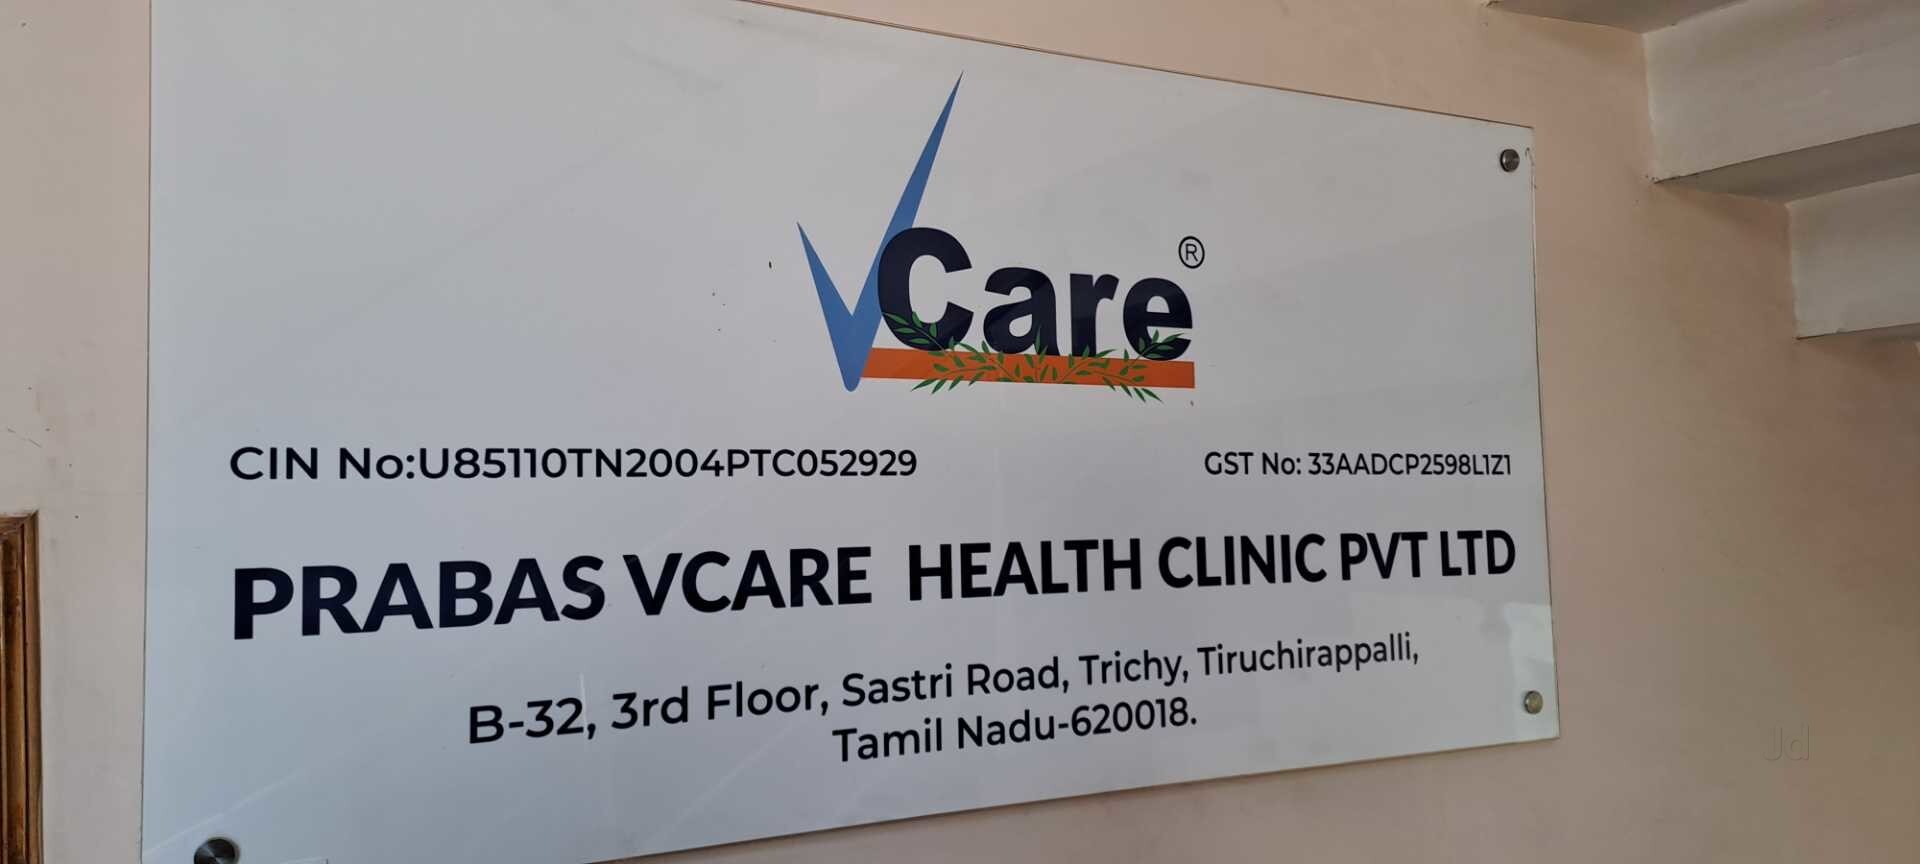 VCare®
CIN No:U85110TN2004PTC052929
GST No: 33AADCP2598L1Z1
PRABAS VCARE HEALTH CLINIC PVT LTD
B-32, 3rd Floor, Sastri Road, Trichy, Tiruchirappalli,
Tamil Nadu-620018.
Jd